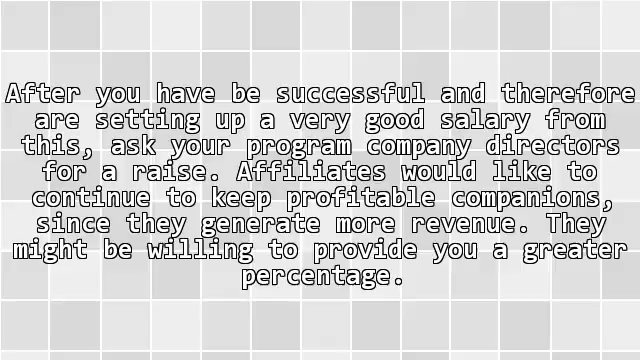 After you have be successful and therefore
are setting up a very good salary from
this, ask your program company directors
for a raise. Affiliates would like to
continue to keep profitable companions,
since they generate more revenue. They
might be willing to provide you a greater
percentage.